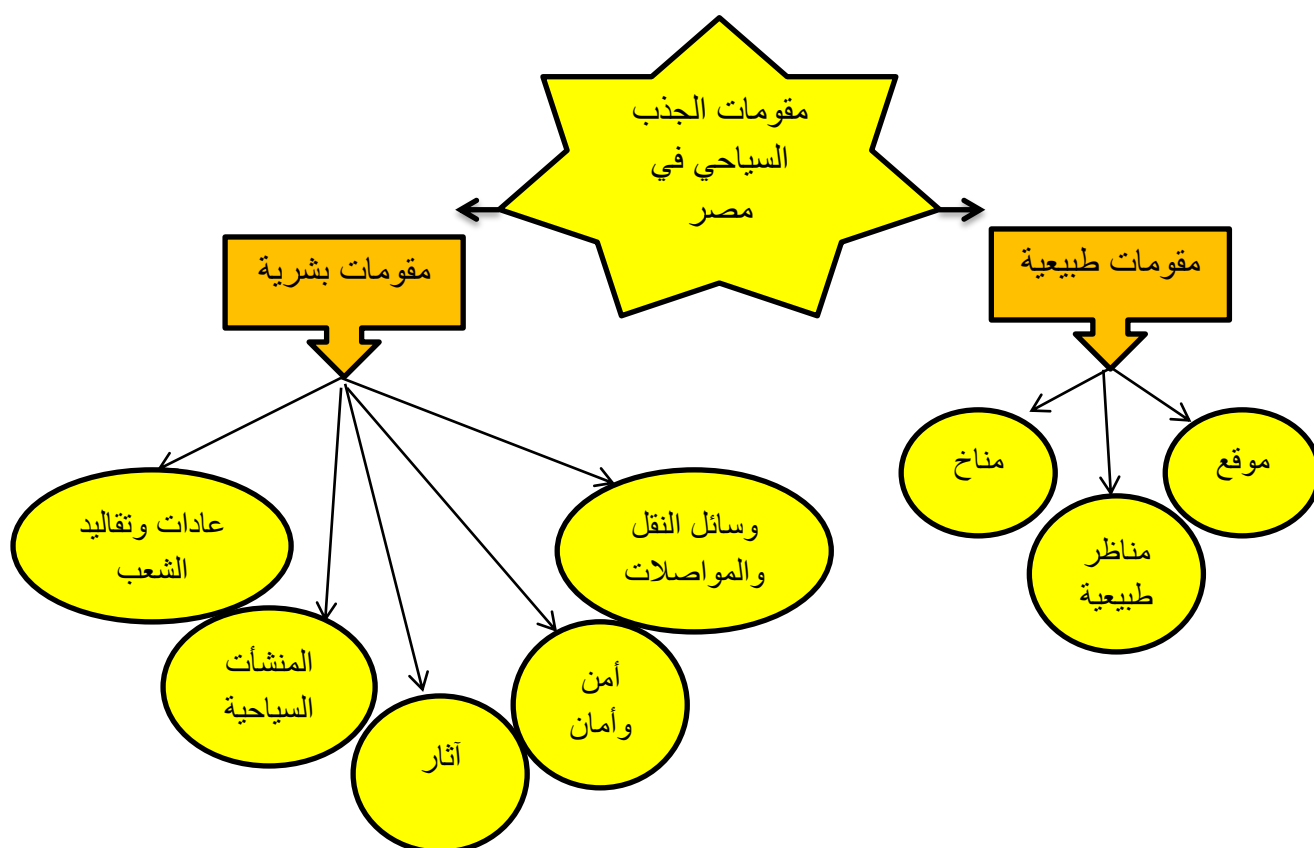 مقومات الجذب
السياحي في
مصر
مقومات طبيعية
مقومات بشرية
موقع
مناظر
طبيعية
مناخ
وسائل النقل
والمواصلات
أمن
وأمان
آثار
المنشأت
السياحية
عادات وتقاليد
الشعب